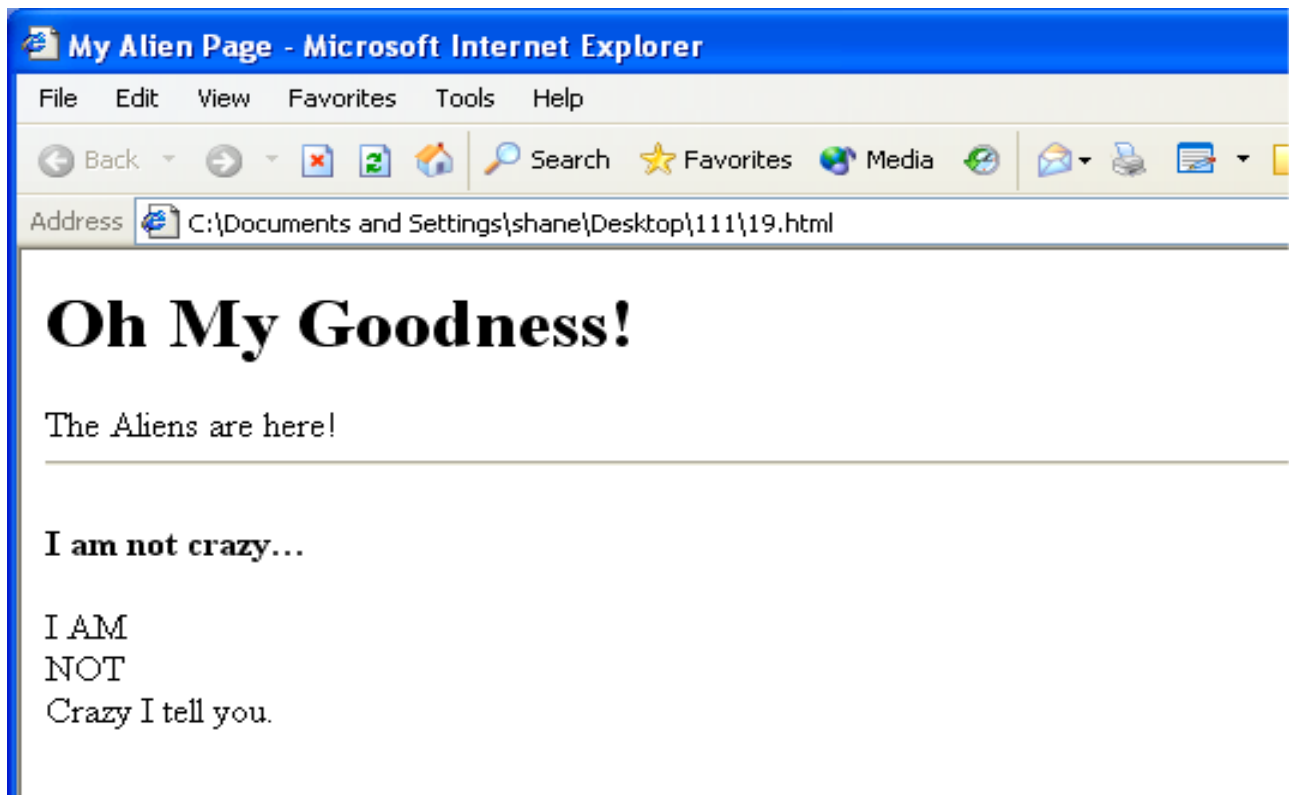 My Alien Page - Microsoft Internet Explorer
File Edit View Favorites Tools Help
Back Search Favorites Media
Address C:\Documents and Settings\shane\Desktop\111\19.html
Oh My Goodness!
The Aliens are here!
I am not crazy...
I AM
NOT
Crazy I tell you.